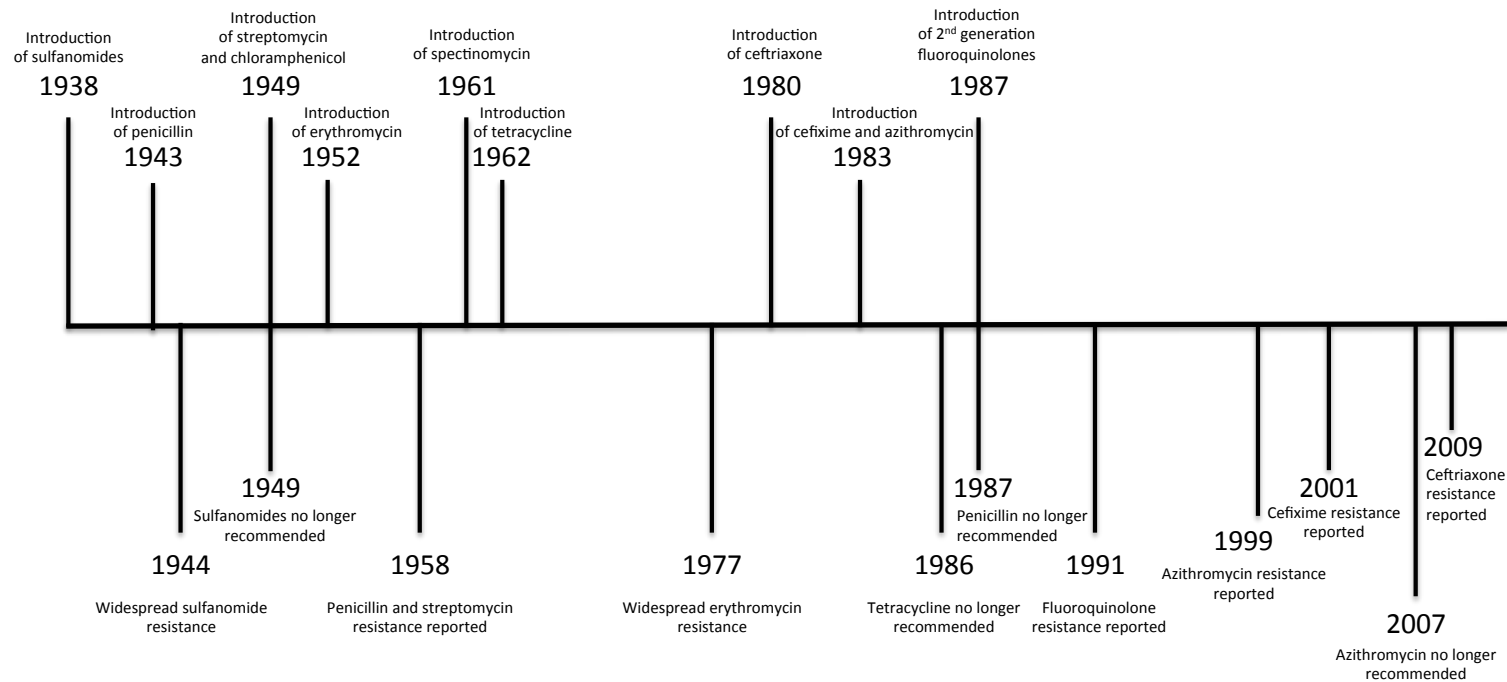 Introduction
of sulfanomides
1938
Introduction
of penicillin
1943
Introduction
of streptomycin
and chloramphenicol
1949
Introduction
of erythromycin
1952
Introduction
of spectinomycin
1961
Introduction
of tetracycline
1962
Introduction
of ceftriaxone
1980
Introduction
of cefixime and azithromycin
1983
Introduction
of 2nd generation
fluoroquinolones
1987
1944
Widespread sulfanomide
resistance
1949
Sulfanomides no longer
recommended
1958
Penicillin and streptomycin
resistance reported
1977
Widespread erythromycin
resistance
1986
Tetracycline no longer
recommended
1987
Penicillin no longer
recommended
1991
Fluoroquinolone
resistance reported
1999
Azithromycin resistance
reported
2001
Cefixime resistance
reported
2007
Azithromycin no longer
recommended
2009
Ceftriaxone
resistance
reported